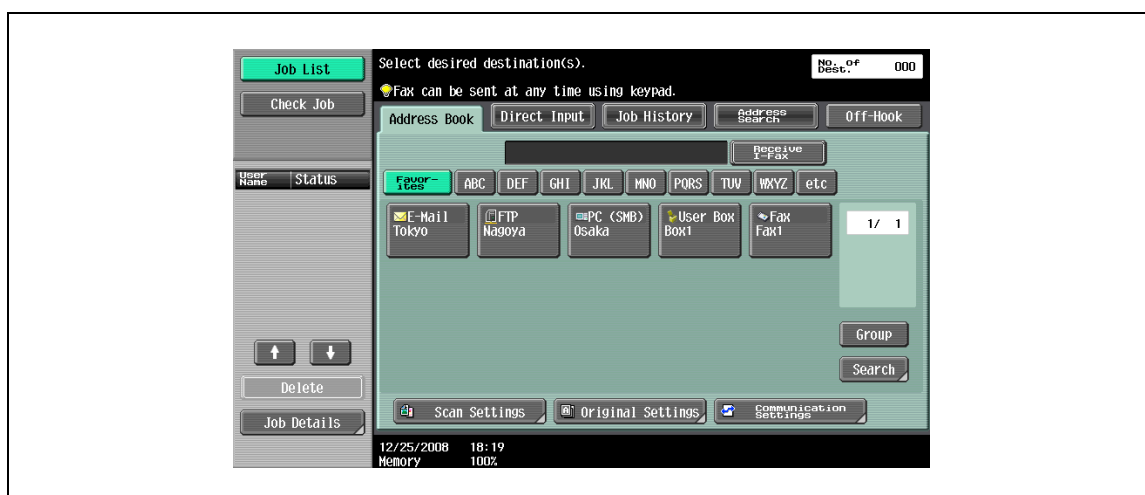 Job List
Check Job
User Name Status
Delete
Job Details
Select desired destination(s).
No. of Dest. 000
Fax can be sent at any time using keypad.
Address Book Direct Input Job History Address Search Off-Hook
Receive I-Fax
Favor-ites ABC DEF GHI JKL MNO PQRS TUV WXYZ etc
E-Mail FTP PC (SMB) User Box Fax
Tokyo Nagoya Osaka Box1 Fax1
1/ 1
Group
Search
Scan Settings Original Settings Communication Settings
12/25/2008 18:19
Memory 100%